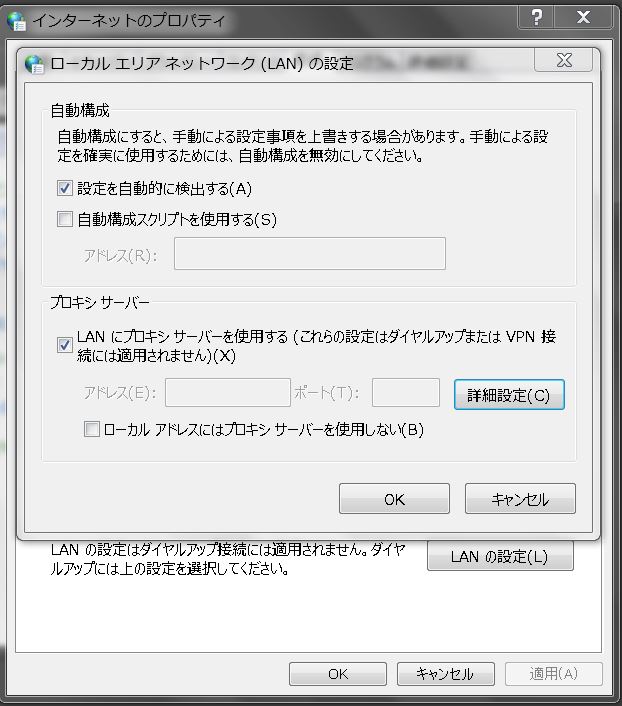 インターネットのプロパティ
?
ローカル エリア ネットワーク (LAN) の設定
自動構成
自動構成にすると、手動による設定事項を上書きする場合があります。手動による設
定を確実に使用するためには、自動構成を無効にしてください。
設定を自動的に検出する(A)
自動構成スクリプトを使用する(S)
アドレス(R):
プロキシ サーバー
LAN にプロキシ サーバーを使用する (これらの設定はダイヤルアップまたは VPN 接
続には適用されません)(X)
アドレス(E): ポート(T): 詳細設定(C)
ローカル アドレスにはプロキシ サーバーを使用しない(B)
OK キャンセル
LAN の設定はダイヤルアップ接続には適用されません。ダイヤ
ルアップには上の設定を選択してください。
LAN の設定(L)
OK キャンセル 適用(A)